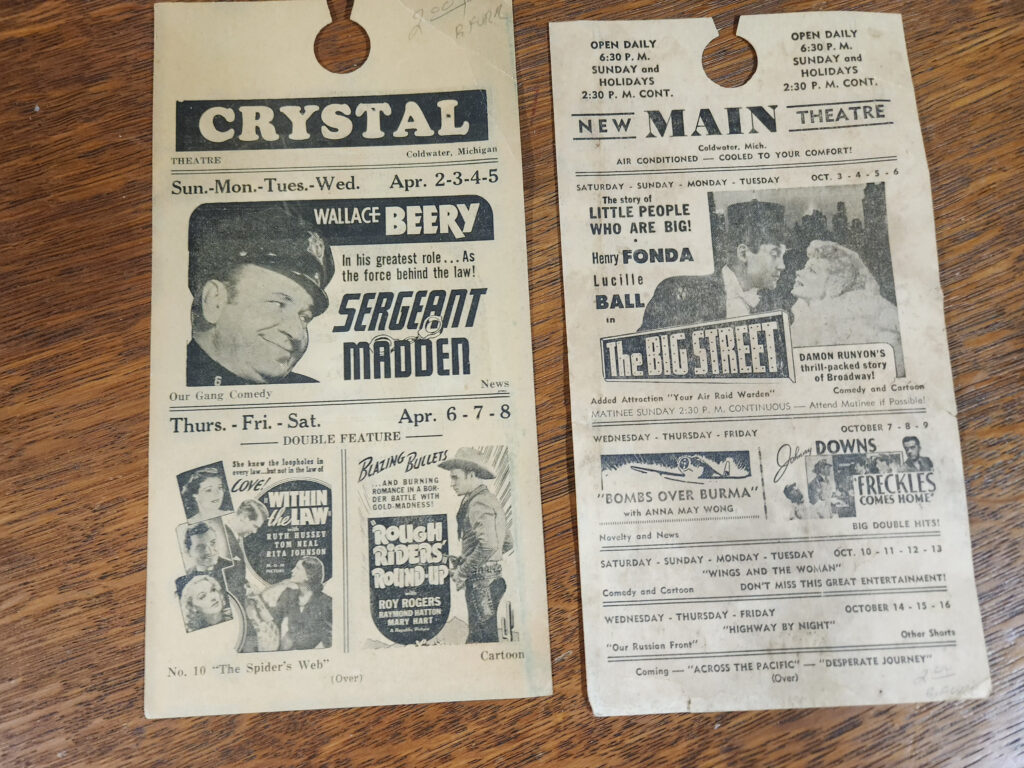 2.00
B. FURR
CRYSTAL
THEATRE
Coldwater, Michigan
Sun.-Mon.-Tues.-Wed. Apr. 2-3-4-5
WALLACE BEERY
In his greatest role...As
the force behind the law!
SERGEANT
MADDEN
Our Gang Comedy
News
Thurs. - Fri. - Sat. Apr. 6 - 7 - 8
DOUBLE FEATURE
She knew the loopholes in
every law...but not in the law of
LOVE!
WITHIN
the LAW
with
RUTH HUSSEY
TOM NEAL
RITA JOHNSON
M-G-M
PICTURE
BLAZING BULLETS
...AND BURNING
ROMANCE IN A BOR-
DER BATTLE WITH
GOLD-MADNESS!
"ROUGH
RIDERS'
ROUND-UP"
with
ROY ROGERS
RAYMOND HATTON
MARY HART
A Republic Picture
No. 10 "The Spider's Web"
Cartoon
(Over)
OPEN DAILY
6:30 P. M.
SUNDAY and
HOLIDAYS
2:30 P. M. CONT.
OPEN DAILY
6:30 P. M.
SUNDAY and
HOLIDAYS
2:30 P. M. CONT.
NEW MAIN THEATRE
Coldwater, Mich.
AIR CONDITIONED — COOLED TO YOUR COMFORT!
SATURDAY - SUNDAY - MONDAY - TUESDAY OCT. 3 - 4 - 5 - 6
The story of
LITTLE PEOPLE
WHO ARE BIG!
Henry FONDA
Lucille
BALL
in
The BIG STREET
DAMON RUNYON'S
thrill-packed story
of Broadway!
Added Attraction "Your Air Raid Warden"
Comedy and Cartoon
MATINEE SUNDAY 2:30 P. M. CONTINUOUS — Attend Matinee if Possible!
WEDNESDAY - THURSDAY - FRIDAY OCTOBER 7 - 8 - 9
"BOMBS OVER BURMA"
with ANNA MAY WONG
Johnny DOWNS
"FRECKLES
COMES HOME"
Novelty and News
BIG DOUBLE HITS!
SATURDAY - SUNDAY - MONDAY - TUESDAY OCT. 10 - 11 - 12 - 13
"WINGS AND THE WOMAN"
Comedy and Cartoon
DON'T MISS THIS GREAT ENTERTAINMENT!
WEDNESDAY - THURSDAY - FRIDAY OCTOBER 14 - 15 - 16
"HIGHWAY BY NIGHT"
"Our Russian Front"
Other Shorts
Coming — "ACROSS THE PACIFIC" — "DESPERATE JOURNEY"
(Over)
2.00